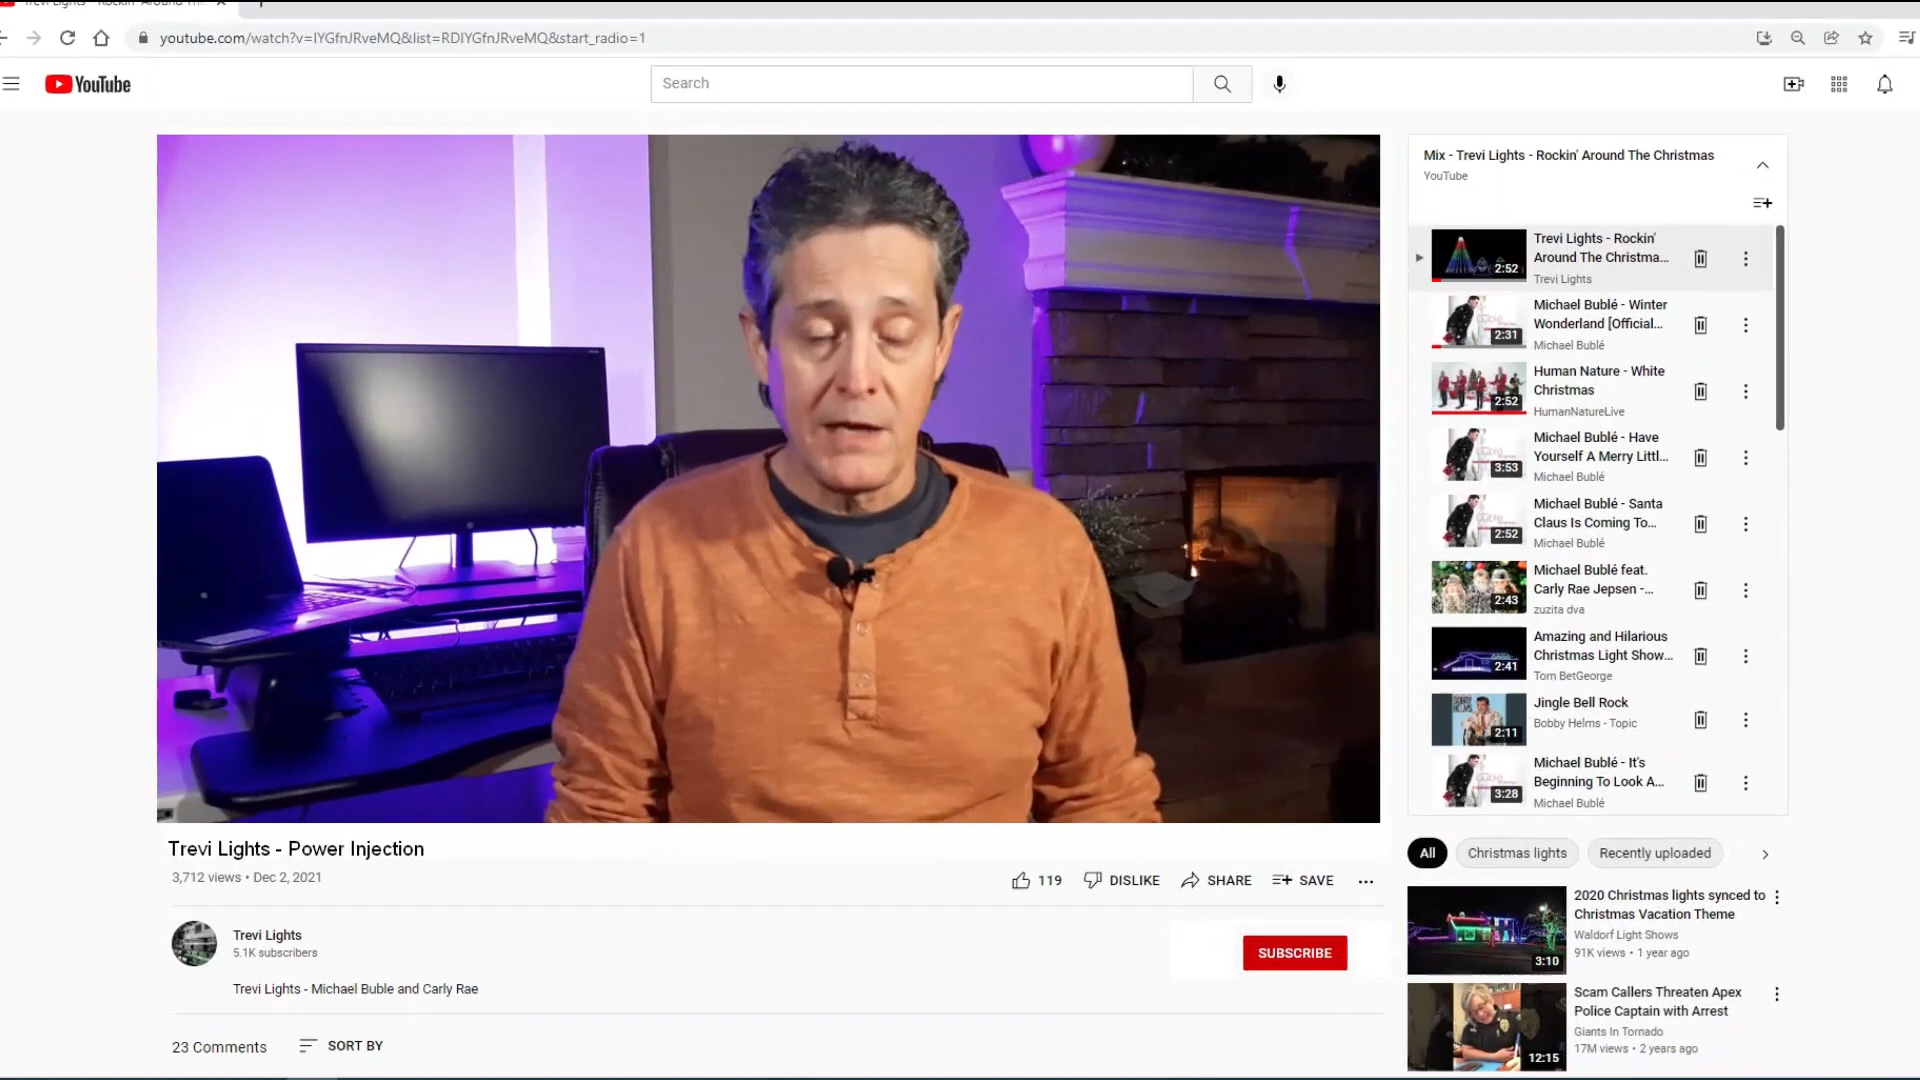 youtube.com/watch?v=IYGfnJRveMQ&list=RDIYGfnJRveMQ&start_radio=1
YouTube
Search
Mix - Trevi Lights - Rockin' Around The Christmas
YouTube
Trevi Lights - Rockin'
Around The Christma...
2:52
Trevi Lights
Michael Bublé - Winter
Wonderland [Official...
2:31
Michael Bublé
Human Nature - White
Christmas
2:52
HumanNatureLive
Michael Bublé - Have
Yourself A Merry Littl...
3:53
Michael Bublé
Michael Bublé - Santa
Claus Is Coming To...
2:52
Michael Bublé
Michael Bublé feat.
Carly Rae Jepsen -...
2:43
zuzita dva
Amazing and Hilarious
Christmas Light Show...
2:41
Tom BetGeorge
Jingle Bell Rock
Bobby Helms - Topic
2:11
Michael Bublé - It's
Beginning To Look A...
3:28
Michael Bublé
Trevi Lights - Power Injection
3,712 views • Dec 2, 2021
119
DISLIKE
SHARE
SAVE
Trevi Lights
5.1K subscribers
SUBSCRIBE
Trevi Lights - Michael Buble and Carly Rae
23 Comments
SORT BY
All
Christmas lights
Recently uploaded
2020 Christmas lights synced to
Christmas Vacation Theme
Waldorf Light Shows
91K views • 1 year ago
3:10
Scam Callers Threaten Apex
Police Captain with Arrest
Giants In Tornado
17M views • 2 years ago
12:15